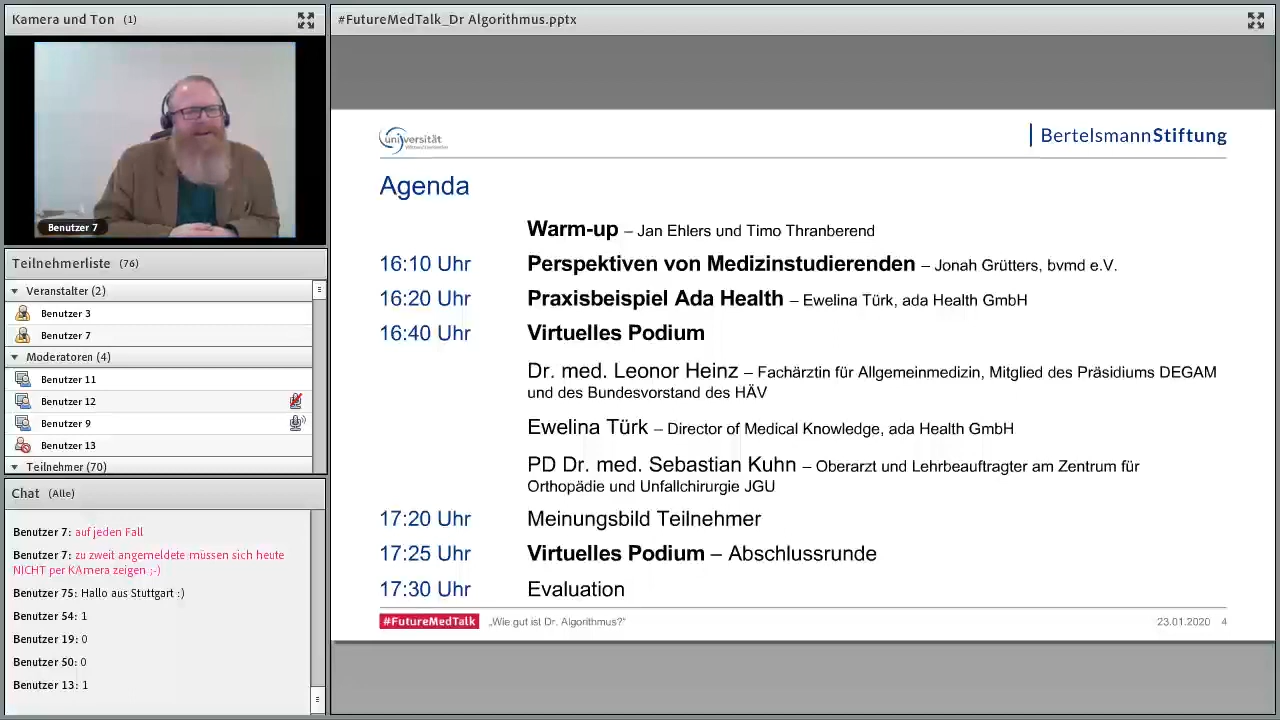 Kamera und Ton (1)
Benutzer 7
Teilnehmerliste (76)
Veranstalter (2)
Benutzer 3
Benutzer 7
Moderatoren (4)
Benutzer 11
Benutzer 12
Benutzer 9
Benutzer 13
Teilnehmer (70)
Chat (Alle)
Benutzer 7: auf jeden Fall
Benutzer 7: zu zweit angemeldete müssen sich heute
NICHT per KAmera zeigen ;-)
Benutzer 75: Hallo aus Stuttgart :)
Benutzer 54: 1
Benutzer 19: 0
Benutzer 50: 0
Benutzer 13: 1
#FutureMedTalk_Dr Algorithmus.pptx
universität
BertelsmannStiftung
Agenda
Warm-up – Jan Ehlers und Timo Thranberend
16:10 Uhr Perspektiven von Medizinstudierenden – Jonah Grütters, bvmd e.V.
16:20 Uhr Praxisbeispiel Ada Health – Ewelina Türk, ada Health GmbH
16:40 Uhr Virtuelles Podium
Dr. med. Leonor Heinz – Fachärztin für Allgemeinmedizin, Mitglied des Präsidiums DEGAM
und des Bundesvorstand des HÄV
Ewelina Türk – Director of Medical Knowledge, ada Health GmbH
PD Dr. med. Sebastian Kuhn – Oberarzt und Lehrbeauftragter am Zentrum für
Orthopädie und Unfallchirurgie JGU
17:20 Uhr Meinungsbild Teilnehmer
17:25 Uhr Virtuelles Podium – Abschlussrunde
17:30 Uhr Evaluation
#FutureMedTalk „Wie gut ist Dr. Algorithmus?“ 23.01.2020 4